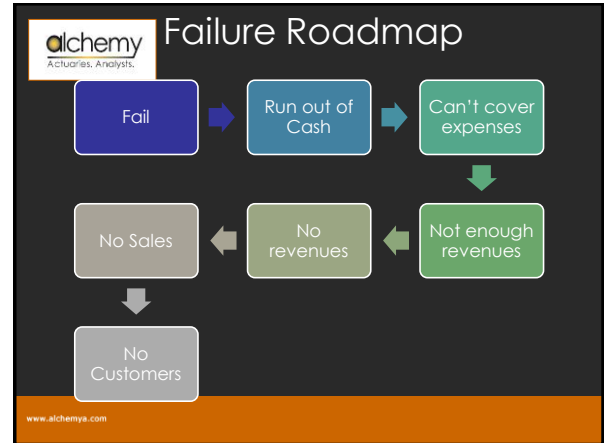 alchemy
Actuaries. Analysts.
Failure Roadmap
Fail
Run out of
Cash
Can't cover
expenses
Not enough
revenues
No
revenues
No Sales
No
Customers
www.alchemya.com